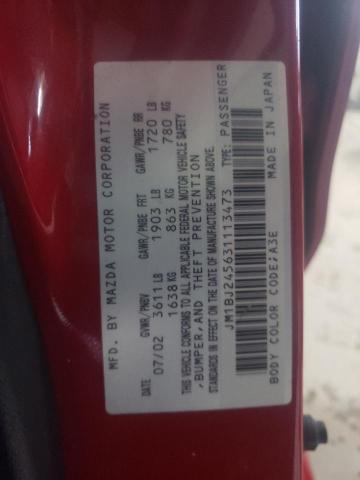 MFD. BY MAZDA MOTOR CORPORATION
DATE GVWR/PNBV GAWR/PNBE FRT GAWR/PNBE RR
07/02 3611 LB 1903 LB 1720 LB
1638 KG 863 KG 780 KG
THIS VEHICLE CONFORMS TO ALL APPLICABLE FEDERAL MOTOR VEHICLE SAFETY
, BUMPER, AND THEFT PREVENTION
STANDARDS IN EFFECT ON THE DATE OF MANUFACTURE SHOWN ABOVE.
JM1BJ245631113473 TYPE: PASSENGER
BODY COLOR CODE;A3E MADE IN JAPAN